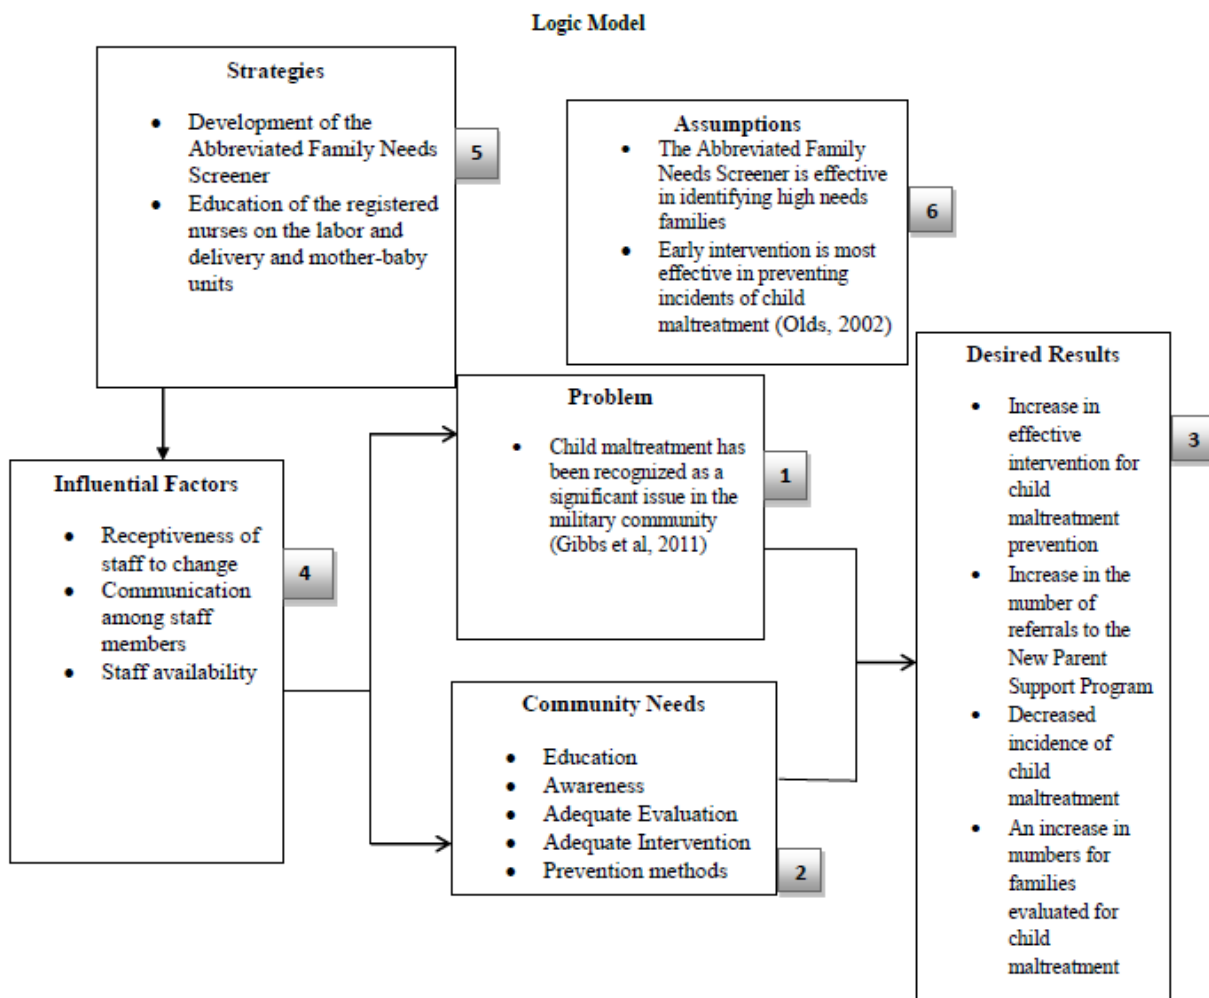 Logic Model
Strategies
• Development of the
Abbreviated Family Needs
Screener
• Education of the registered
nurses on the labor and
delivery and mother-baby
units
5
Assumptions
• The Abbreviated Family
Needs Screener is effective
in identifying high needs
families
• Early intervention is most
effective in preventing
incidents of child
maltreatment (Olds, 2002)
6
Influential Factors
• Receptiveness of
staff to change
• Communication
among staff
members
• Staff availability
4
Problem
• Child maltreatment has
been recognized as a
significant issue in the
military community
(Gibbs et al, 2011)
1
Community Needs
• Education
• Awareness
• Adequate Evaluation
• Adequate Intervention
• Prevention methods
2
Desired Results
• Increase in
effective
intervention for
child
maltreatment
prevention
• Increase in the
number of
referrals to the
New Parent
Support Program
• Decreased
incidence of
child
maltreatment
• An increase in
numbers for
families
evaluated for
child
maltreatment
3